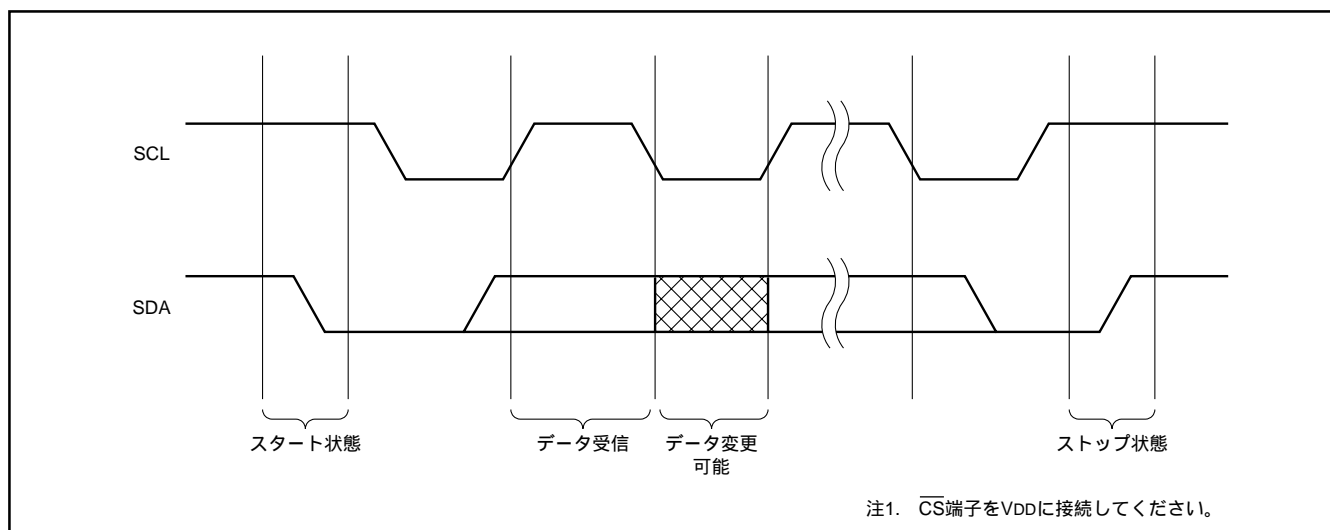 SCL
SDA
スタート状態
データ受信
データ変更
可能
ストップ状態
注1. CS端子をVDDに接続してください。